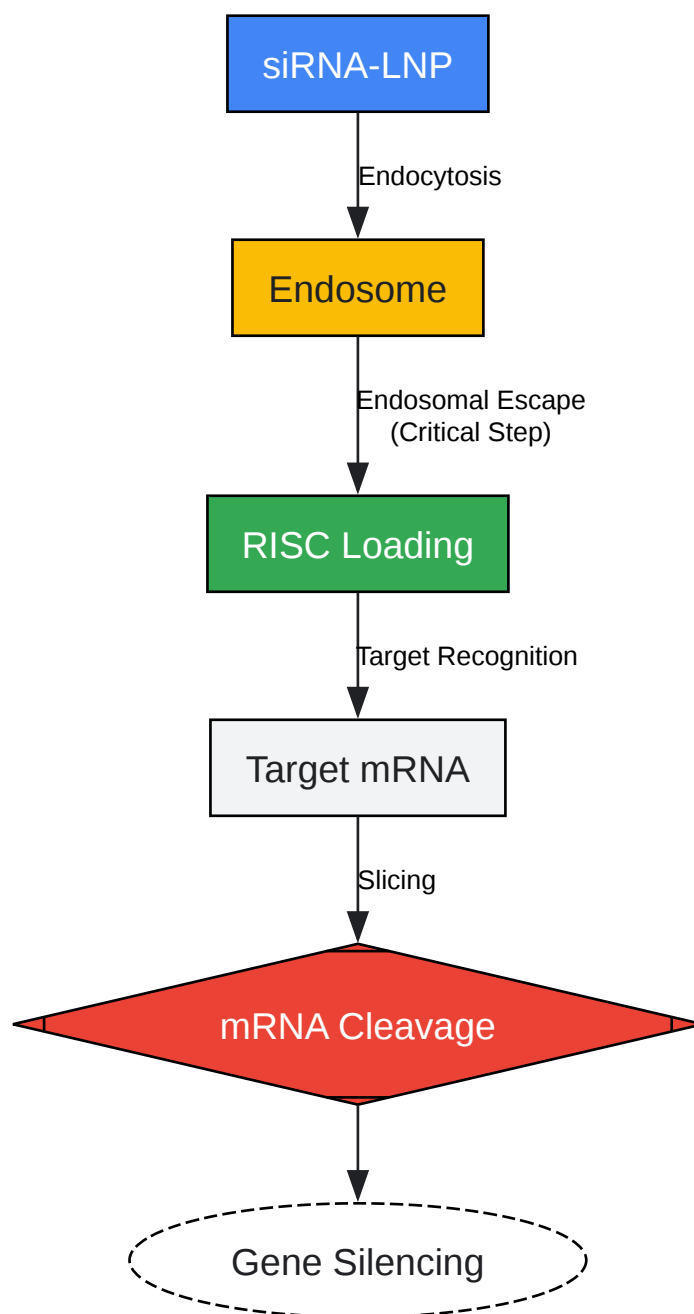 siRNA-LNP
Endocytosis
Endosome
Endosomal Escape
(Critical Step)
RISC Loading
Target Recognition
Target mRNA
Slicing
mRNA Cleavage
Gene Silencing